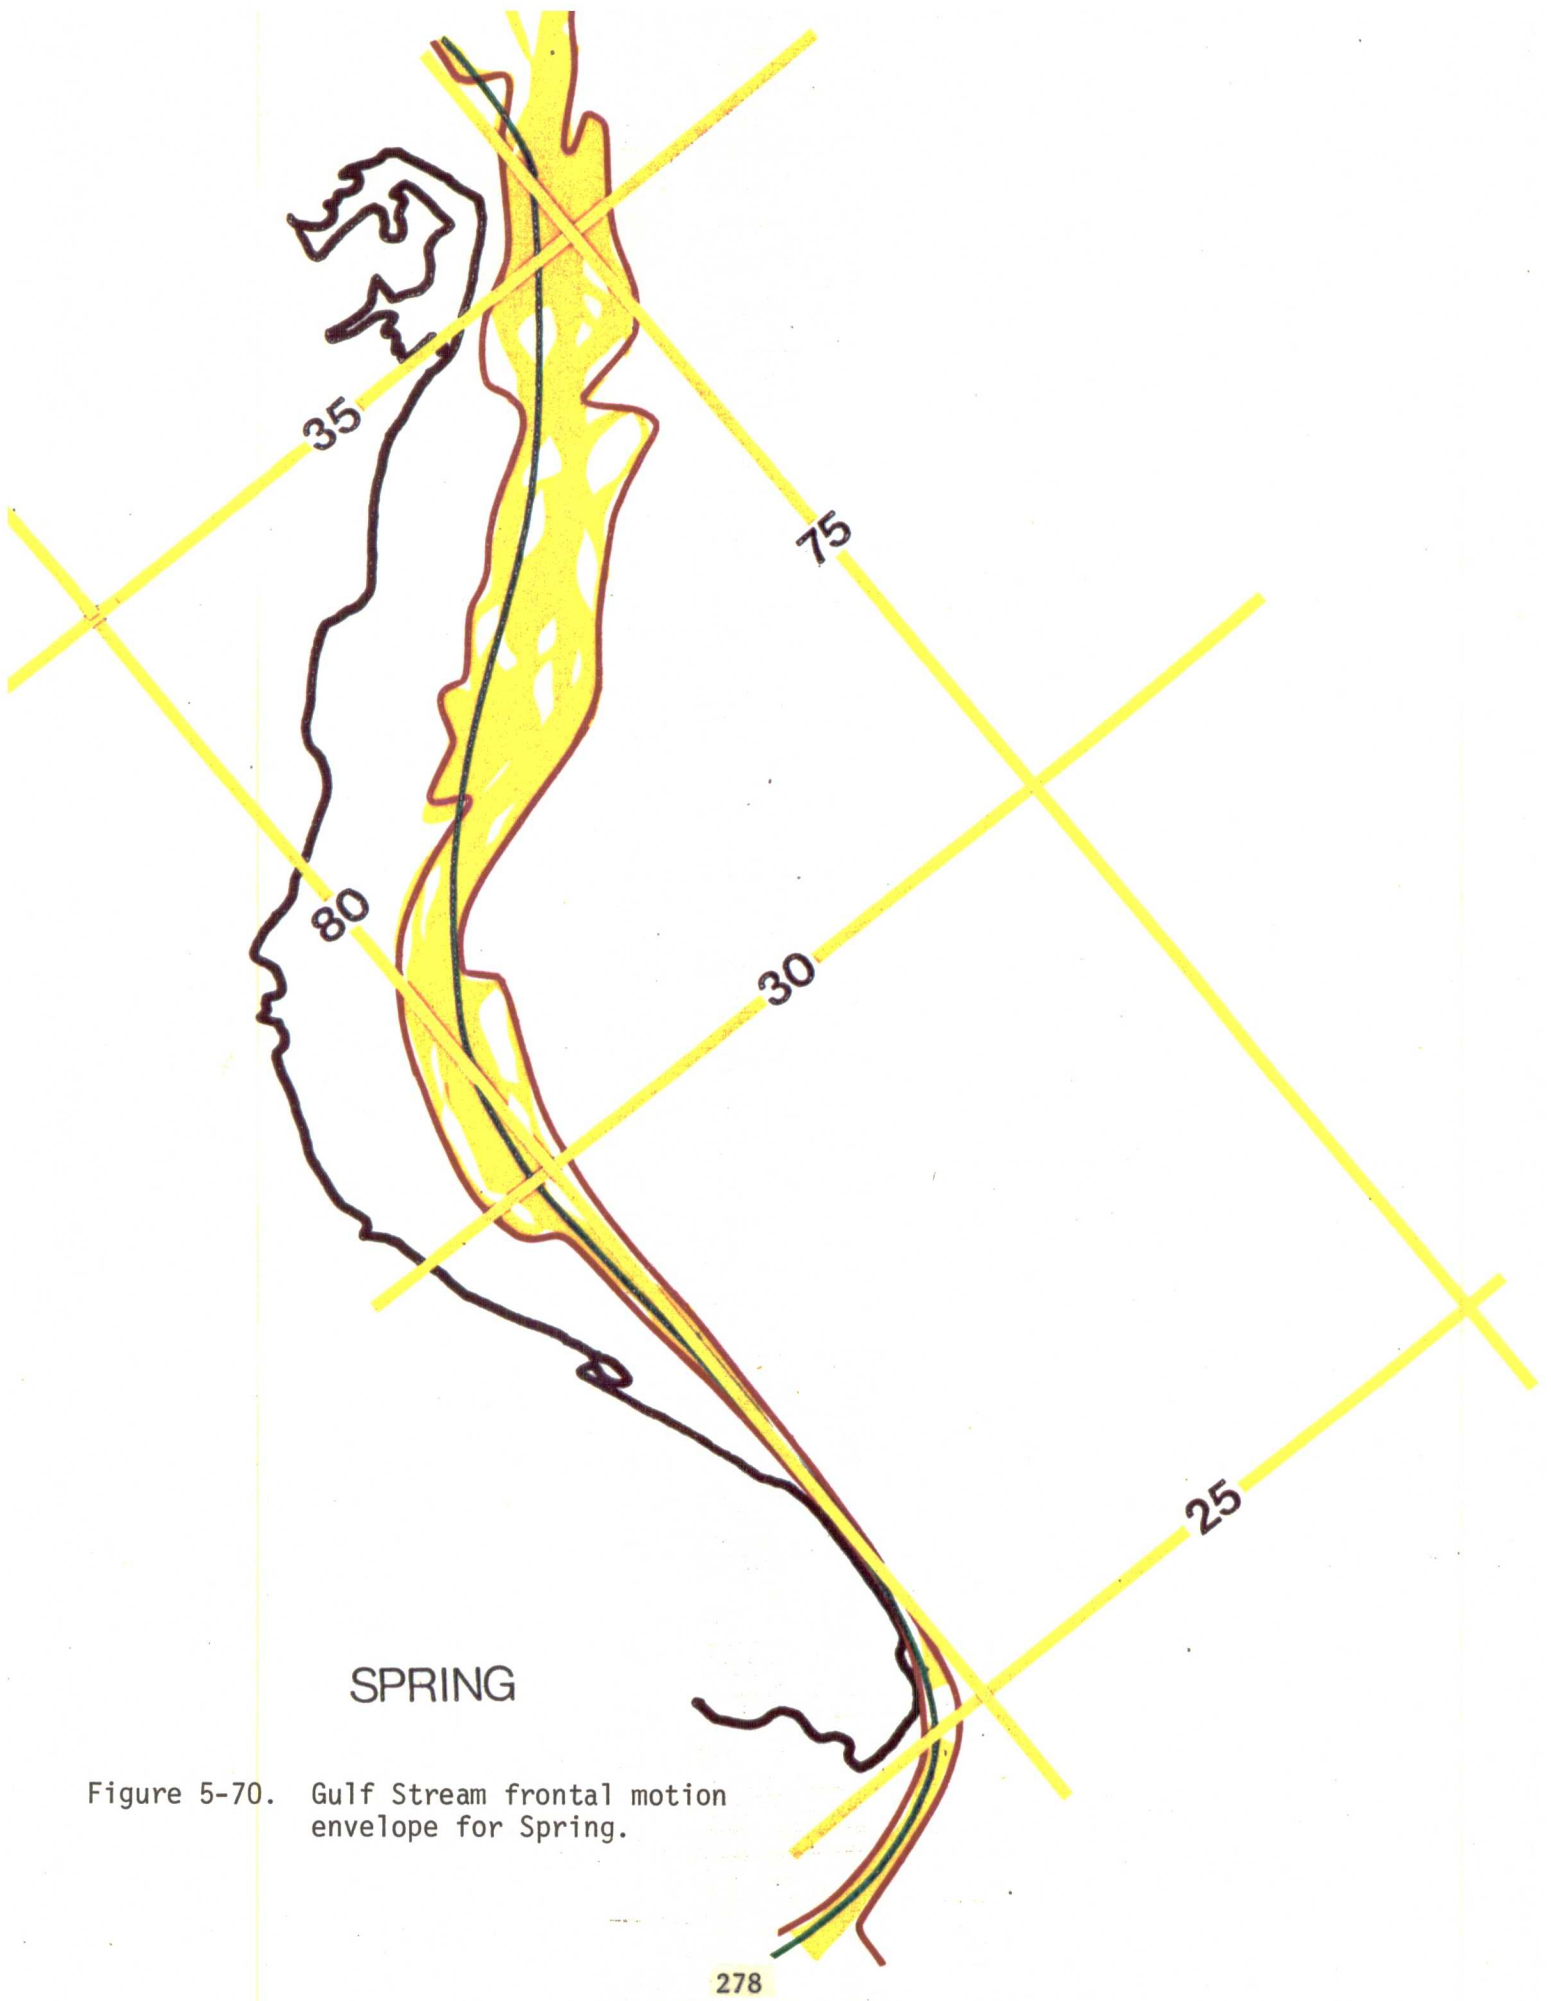 35
75
80
30
25
SPRING
Figure 5-70. Gulf Stream frontal motion
envelope for Spring.
278